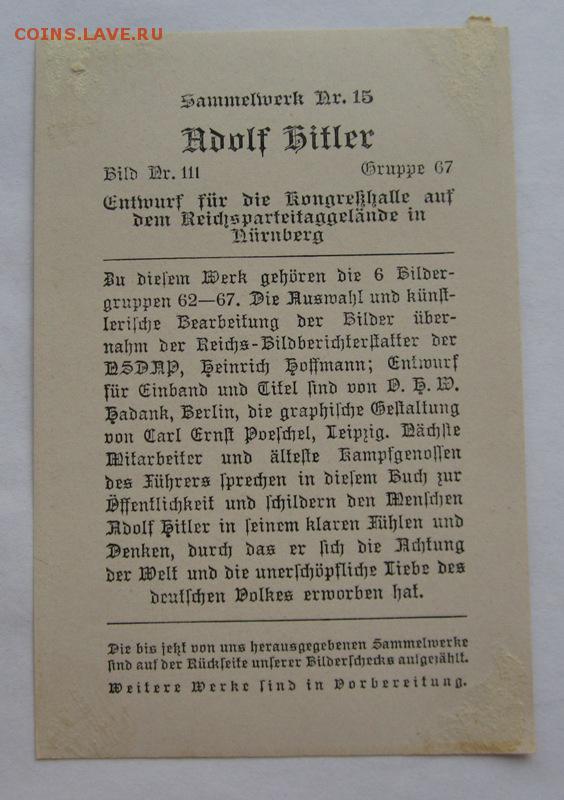 COINS.LAVE.RU
Sammelwerk Nr. 15
Adolf Hitler
Bild Nr. 111 Gruppe 67
Entwurf für die Kongreßhalle auf
dem Reichsparteitaggelände in
Nürnberg
Zu diesem Werk gehören die 6 Bilder-
gruppen 62—67. Die Auswahl und künst-
lerische Bearbeitung der Bilder über-
nahm der Reichs-Bildberichterstatter der
NSDAP, Heinrich Hoffmann; Entwurf
für Einband und Titel sind von O. H. W.
Hadank, Berlin, die graphische Gestaltung
von Carl Ernst Poeschel, Leipzig. Nächste
Mitarbeiter und älteste Kampfgenossen
des Führers sprechen in diesem Buch zur
Öffentlichkeit und schildern den Menschen
Adolf Hitler in seinem klaren Fühlen und
Denken, durch das er sich die Achtung
der Welt und die unerschöpfliche Liebe des
deutschen Volkes erworben hat.
Die bis jetzt von uns herausgegebenen Sammelwerke
sind auf der Rückseite unserer Bilderschecks aufgezählt.
Weitere Werke sind in Vorbereitung.